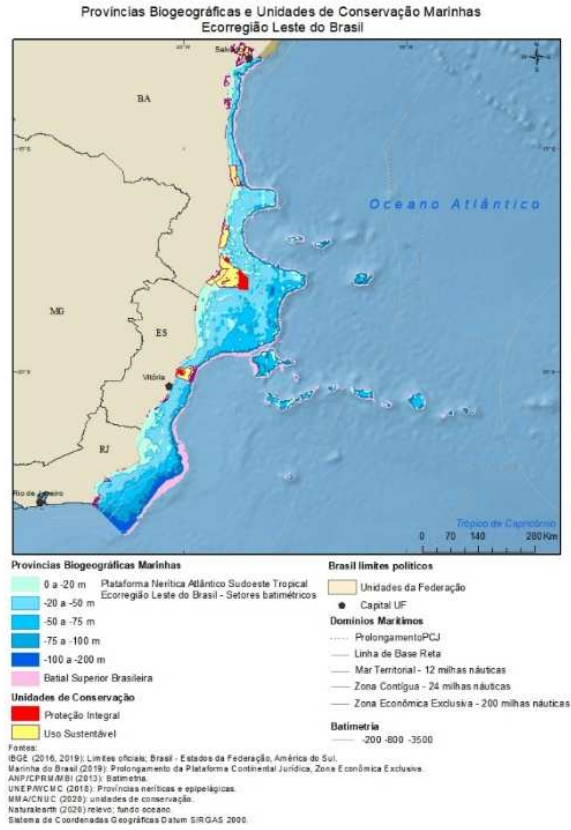 Províncias Biogeográficas e Unidades de Conservação Marinhas
Ecorregião Leste do Brasil
BA
15°S
Oceano Atlântico
MG
ES
Vitória
RJ
Rio de Janeiro
Trópico de Capricórnio
0 70 140 280 Km
Províncias Biogeográficas Marinhas
0 a -20 m
Plataforma Nerítica Atlântico Sudoeste Tropical
Ecorregião Leste do Brasil - Setores batimétricos
-20 a -50 m
-50 a -75 m
-75 a -100 m
-100 a -200 m
Batial Superior Brasileira
Unidades de Conservação
Proteção Integral
Uso Sustentável
Brasil limites políticos
Unidades da Federação
Capital UF
Domínios Marítimos
ProlongamentoPCJ
Linha de Base Reta
Mar Territorial - 12 milhas náuticas
Zona Contígua - 24 milhas náuticas
Zona Econômica Exclusiva - 200 milhas náuticas
Batimetria
-200 -800 -3500
Fontes:
IBGE (2016, 2019): Limites oficiais; Brasil - Estados da Federação, América do Sul.
Marinha do Brasil (2019): Prolongamento da Plataforma Continental Jurídica, Zona Econômica Exclusiva.
ANP/CPRM/MBI (2013): Batimetria.
UNEP/WCMC (2018): Províncias neríticas e epipelágicas.
MMA/CNUC (2020): unidades de conservação.
Naturalearth (2020) relevo; fundo oceano.
Sistema de Coordenadas Geográficas Datum SIRGAS 2000.